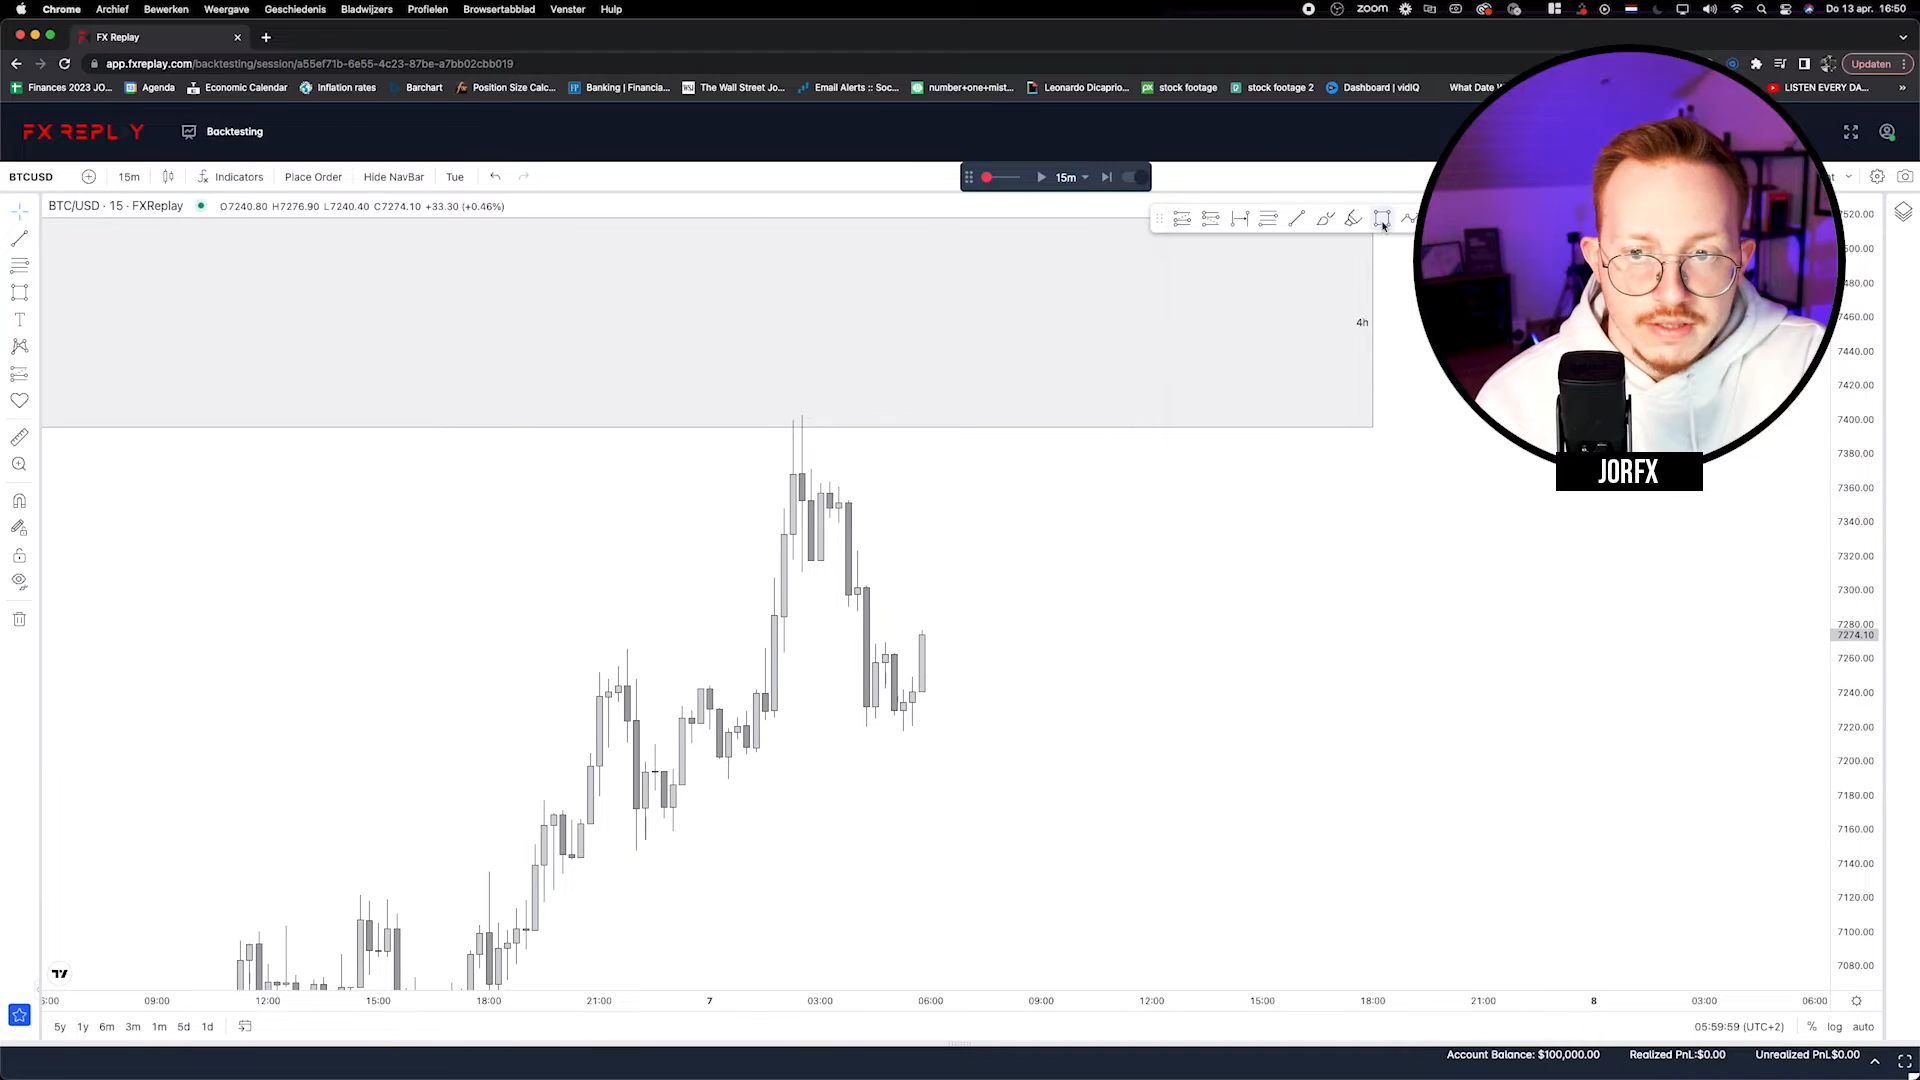 Chrome Archief Bewerken Weergave Geschiedenis Bladwijzers Profielen Browsertabblad Venster Hulp zoom Do 13 apr. 16:50
FX Replay
app.fxreplay.com/backtesting/session/a55ef71b-6e55-4c23-87be-a7bb02cbb019 Updaten
Finances 2023 JO... Agenda Economic Calendar Inflation rates Barchart Position Size Calc... Banking | Financia... The Wall Street Jo... Email Alerts :: Soc... number+one+mist... Leonardo Dicaprio... stock footage stock footage 2 Dashboard | vidIQ What Date LISTEN EVERY DA... »
FX REPL Y Backtesting
BTCUSD 15m Indicators Place Order Hide NavBar Tue 15m
BTC/USD · 15 · FXReplay O7240.80 H7276.90 L7240.40 C7274.10 +33.30 (+0.46%)
7520.00
7460.00
7440.00
7420.00
7400.00
7380.00
7360.00
7340.00
7320.00
7300.00
7280.00
7274.10
7260.00
7240.00
7220.00
7200.00
7180.00
7160.00
7140.00
7120.00
7100.00
7080.00
4h
JORFX
09:00 12:00 15:00 18:00 21:00 7 03:00 06:00 09:00 12:00 15:00 18:00 21:00 8 03:00 06:00
5y 1y 6m 3m 1m 5d 1d 05:59:59 (UTC+2) % log auto
Account Balance: $100,000.00 Realized PnL:$0.00 Unrealized PnL$0.00